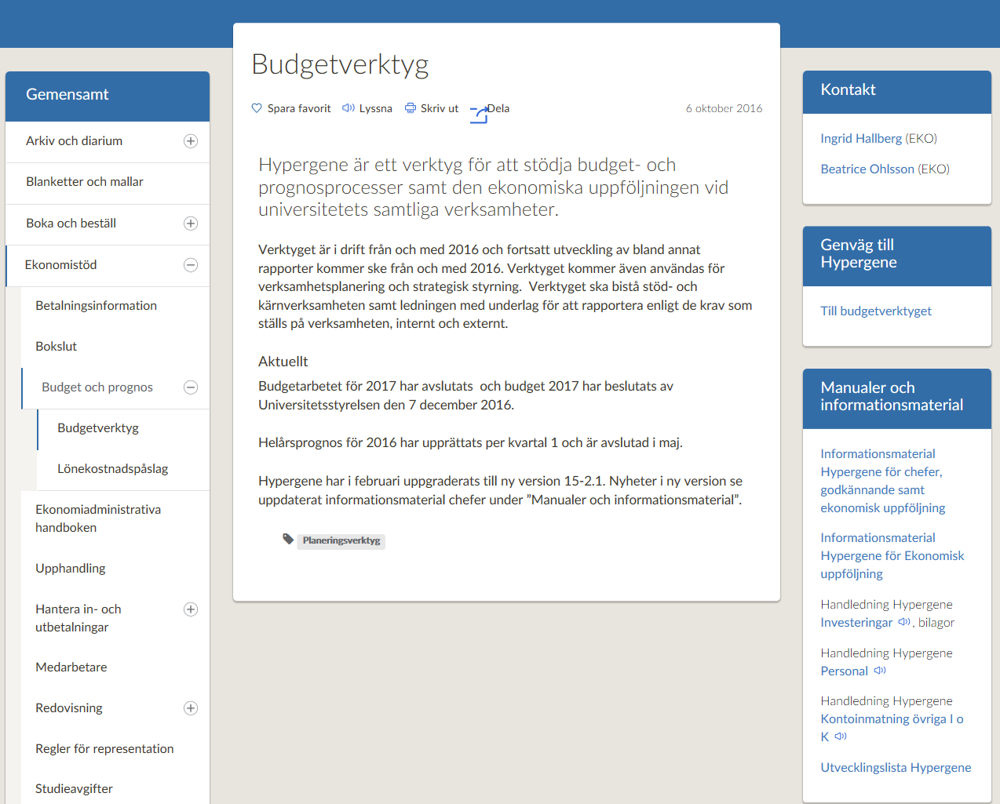 Gemensamt
Arkiv och diarium
Blanketter och mallar
Boka och beställ
Ekonomistöd
Betalningsinformation
Bokslut
Budget och prognos
Budgetverktyg
Lönekostnadspåslag
Ekonomiadministrativa
handboken
Upphandling
Hantera in- och
utbetalningar
Medarbetare
Redovisning
Regler för representation
Studieavgifter
Budgetverktyg
Spara favorit Lyssna Skriv ut Dela 6 oktober 2016
Hypergene är ett verktyg för att stödja budget- och
prognosprocesser samt den ekonomiska uppföljningen vid
universitetets samtliga verksamheter.
Verktyget är i drift från och med 2016 och fortsatt utveckling av bland annat
rapporter kommer ske från och med 2016. Verktyget kommer även användas för
verksamhetsplanering och strategisk styrning.  Verktyget ska bistå stöd- och
kärnverksamheten samt ledningen med underlag för att rapportera enligt de krav som
ställs på verksamheten, internt och externt.
Aktuellt
Budgetarbetet för 2017 har avslutats  och budget 2017 har beslutats av
Universitetsstyrelsen den 7 december 2016.
Helårsprognos för 2016 har upprättats per kvartal 1 och är avslutad i maj.
Hypergene har i februari uppgraderats till ny version 15-2.1. Nyheter i ny version se
uppdaterat informationsmaterial chefer under ”Manualer och informationsmaterial”.
Planeringsverktyg
Kontakt
Ingrid Hallberg (EKO)
Beatrice Ohlsson (EKO)
Genväg till
Hypergene
Till budgetverktyget
Manualer och
informationsmaterial
Informationsmaterial
Hypergene för chefer,
godkännande samt
ekonomisk uppföljning
Informationsmaterial
Hypergene för Ekonomisk
uppföljning
Handledning Hypergene
Investeringar , bilagor
Handledning Hypergene
Personal
Handledning Hypergene
Kontoinmatning övriga I o
K
Utvecklingslista Hypergene